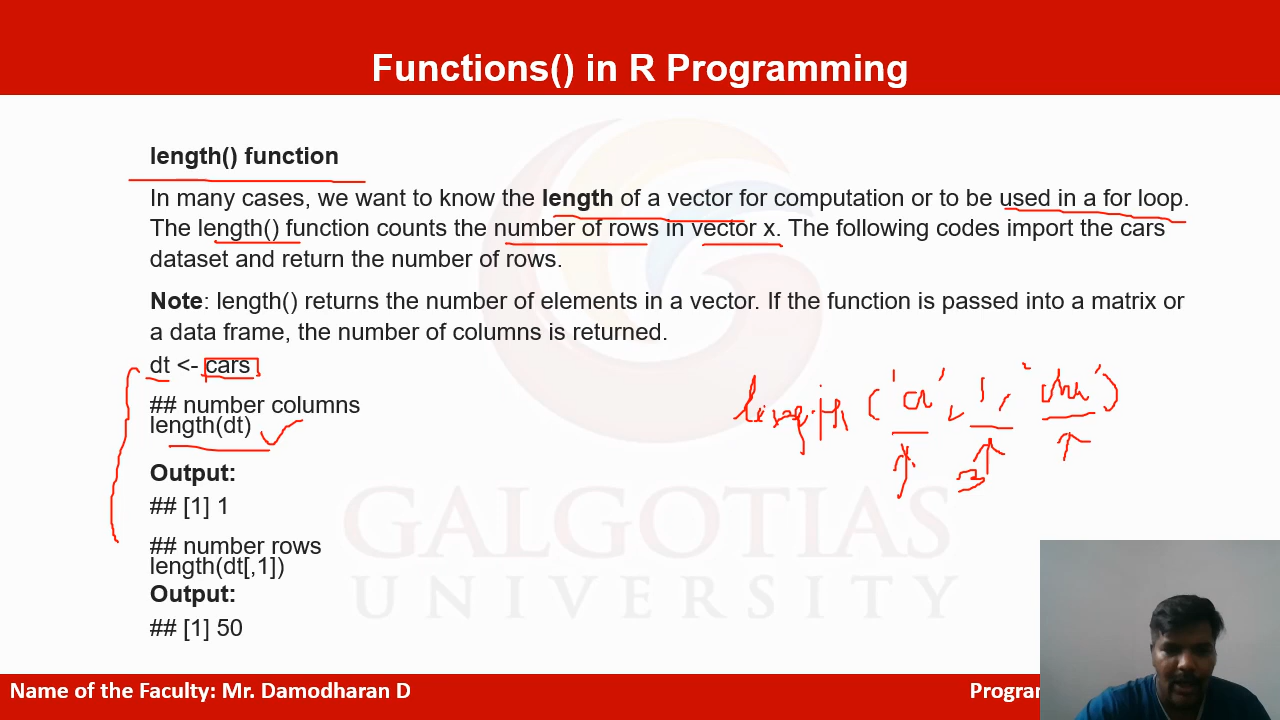 Functions() in R Programming
length() function
In many cases, we want to know the length of a vector for computation or to be used in a for loop.
The length() function counts the number of rows in vector x. The following codes import the cars
dataset and return the number of rows.
Note: length() returns the number of elements in a vector. If the function is passed into a matrix or
a data frame, the number of columns is returned.
dt <- cars
## number columns
length(dt)
length ('a', 1,
3
Output:
## [1] 1
## number rows
length(dt[,1])
Output:
## [1] 50
GALGOTIAS
UNIVERSITY
Name of the Faculty: Mr. Damodharan D
Progra